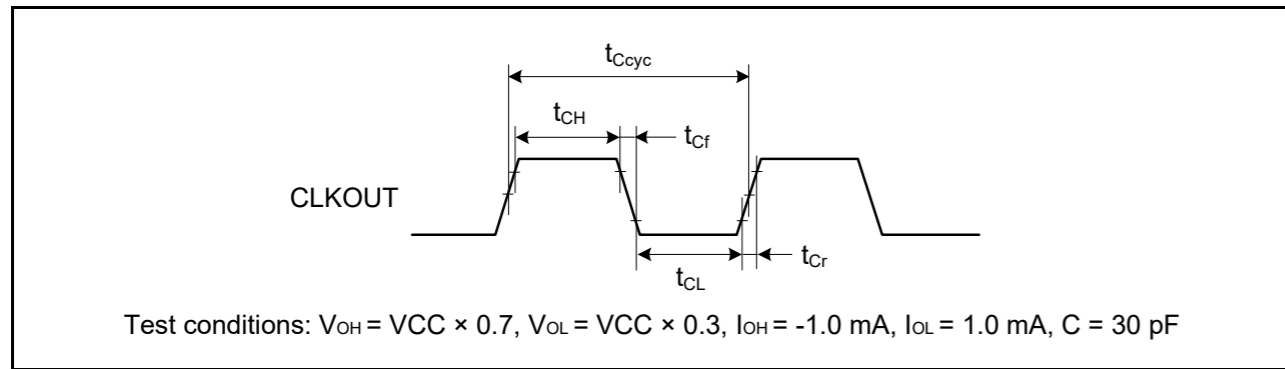 tCcyc
tCH
tCf
CLKOUT
tCL
tCr
Test conditions: VOH = VCC × 0.7, VOL = VCC × 0.3, IOH = -1.0 mA, IOL = 1.0 mA, C = 30 pF